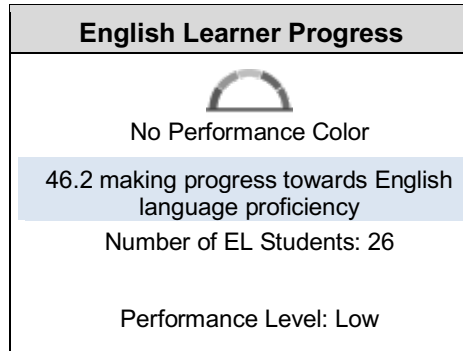 English Learner Progress
No Performance Color
46.2 making progress towards English
language proficiency
Number of EL Students: 26
Performance Level: Low